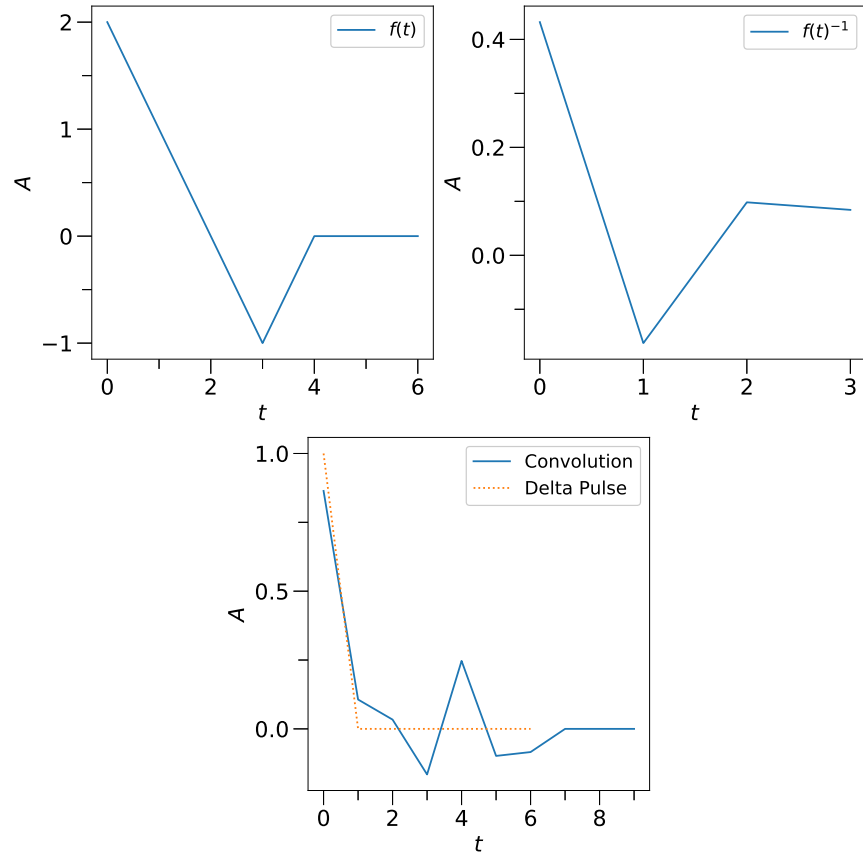 f(t)
2
1
0
−1
A
0 2 4 6
t
f(t)⁻¹
0.4
0.2
0.0
A
0 1 2 3
t
Convolution
Delta Pulse
1.0
0.5
0.0
A
0 2 4 6 8
t